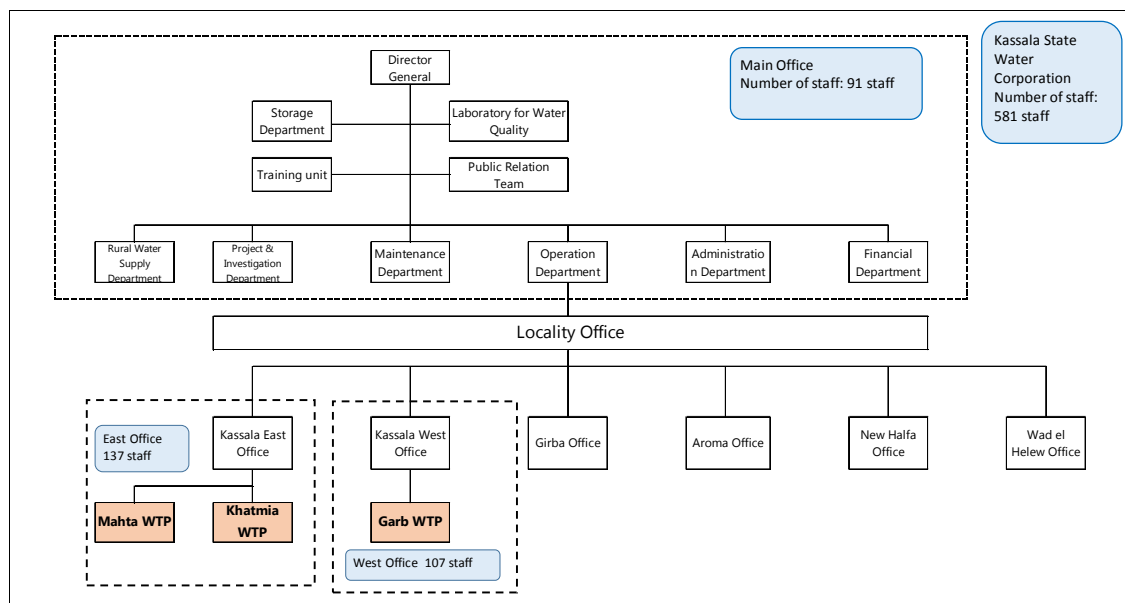 Kassala State
Water
Corporation
Number of staff:
581 staff
Main Office
Number of staff: 91 staff
Director
General
Storage
Department
Laboratory for Water
Quality
Training unit
Public Relation
Team
Rural Water
Supply
Department
Project &
Investigation
Department
Maintenance
Department
Operation
Department
Administratio
n Department
Financial
Department
Locality Office
East Office
137 staff
Kassala East
Office
Kassala West
Office
Girba Office
Aroma Office
New Halfa
Office
Wad el
Helew Office
Mahta WTP
Khatmia
WTP
Garb WTP
West Office 107 staff